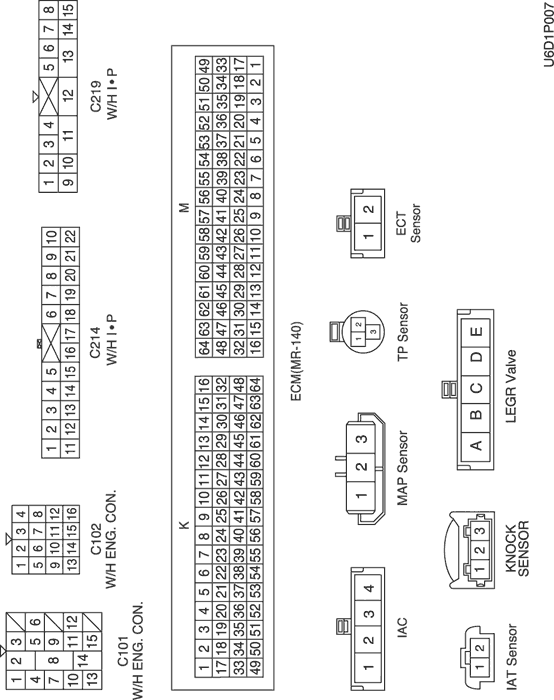 1 2 3
4 5 6
7 8 9
10 11 12
13 14 15
C101
W/H ENG. CON.
1 2 3 4
5 6 7 8
9 10 11 12
13 14 15 16
C102
W/H ENG. CON.
1 2 3 4 5 6 7 8 9 10
11 12 13 14 15 16 17 18 19 20 21 22
C214
W/H I•P
1 2 3 4 5 6 7 8
9 10 11 12 13 14 15
C219
W/H I•P
K
1 2 3 4 5 6 7 8 9 10 11 12 13 14 15 16
17 18 19 20 21 22 23 24 25 26 27 28 29 30 31 32
33 34 35 36 37 38 39 40 41 42 43 44 45 46 47 48
49 50 51 52 53 54 55 56 57 58 59 60 61 62 63 64
M
64 63 62 61 60 59 58 57 56 55 54 53 52 51 50 49
48 47 46 45 44 43 42 41 40 39 38 37 36 35 34 33
32 31 30 29 28 27 26 25 24 23 22 21 20 19 18 17
16 15 14 13 12 11 10 9 8 7 6 5 4 3 2 1
ECM(MR-140)
1 2 3 4
IAC
1 2 3
MAP Sensor
1 2 3
TP Sensor
1 2
ECT
Sensor
1 2
IAT Sensor
1 2 3
KNOCK
SENSOR
A B C D E
LEGR Valve
U6D1P007